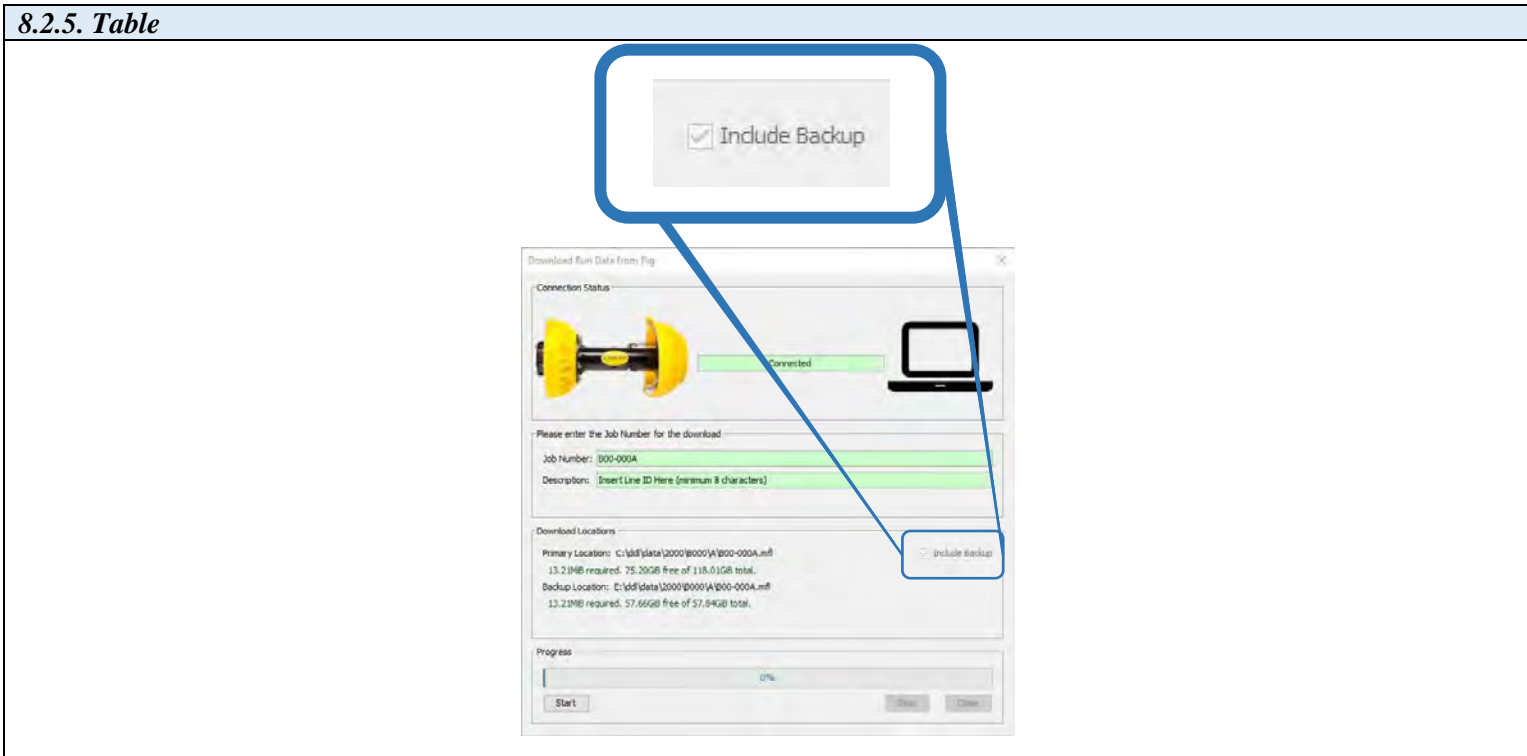 8.2.5. Table
Include Backup
Download Run Data from Pig
Connection Status
Connected
Please enter the Job Number for the download
Job Number: B00-000A
Description: Insert Line ID Here (minimum 8 characters)
Download Locations
Primary Location: C:\ddl\data\2000\B000\A\B00-000A.mfl
Include Backup
13.21MB required. 75.20GB free of 118.01GB total.
Backup Location: E:\ddl\data\2000\B000\A\B00-000A.mfl
13.21MB required. 57.66GB free of 57.84GB total.
Progress
0%
Start
Close